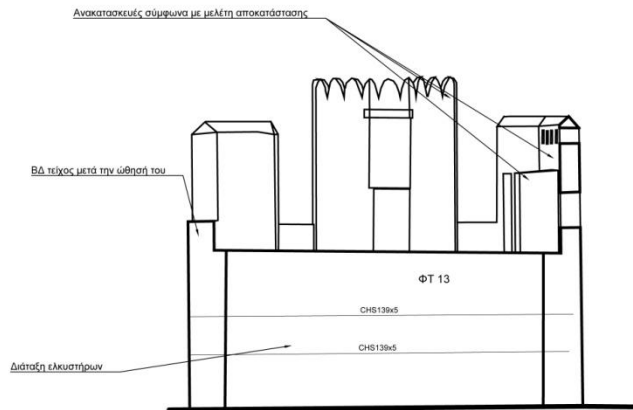 Ανακατασκευές σύμφωνα με μελέτη αποκατάστασης
ΒΔ τείχος μετά την ώθησή του
ΦΤ 13
CHS139x5
CHS139x5
Διάταξη ελκυστήρων